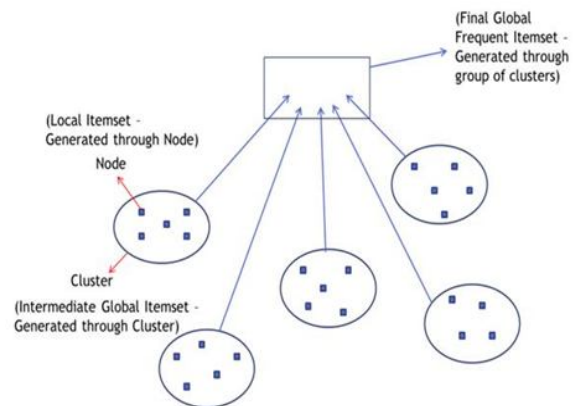 (Final Global
Frequent Itemset -
Generated through
group of clusters)
(Local Itemset -
Generated through Node)
Node
Cluster
(Intermediate Global Itemset -
Generated through Cluster)